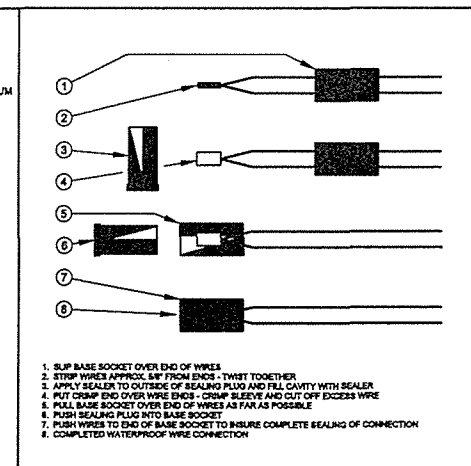 UM
1
2
3
4
5
6
7
8
1. SLIP BASE SOCKET OVER END OF WIRES
2. STRIP WIRES APPROX. 5/8" FROM ENDS - TWIST TOGETHER
3. APPLY SEALER TO OUTSIDE OF SEALING PLUG AND FILL CAVITY WITH SEALER
4. PUT CRIMP END OVER WIRE ENDS - CRIMP SLEEVE AND CUT OFF EXCESS WIRE
5. PULL BASE SOCKET OVER END OF WIRES AS FAR AS POSSIBLE
6. PUSH SEALING PLUG INTO BASE SOCKET
7. PUSH WIRES TO END OF BASE SOCKET TO INSURE COMPLETE SEALING OF CONNECTION
8. COMPLETED WATERPROOF WIRE CONNECTION